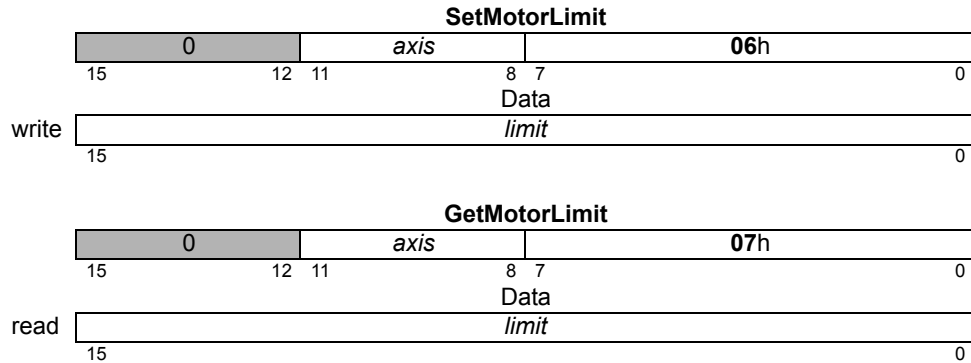 SetMotorLimit
0 axis 06h
15 12 11 8 7 0
Data
write limit
15 0
GetMotorLimit
0 axis 07h
15 12 11 8 7 0
Data
read limit
15 0